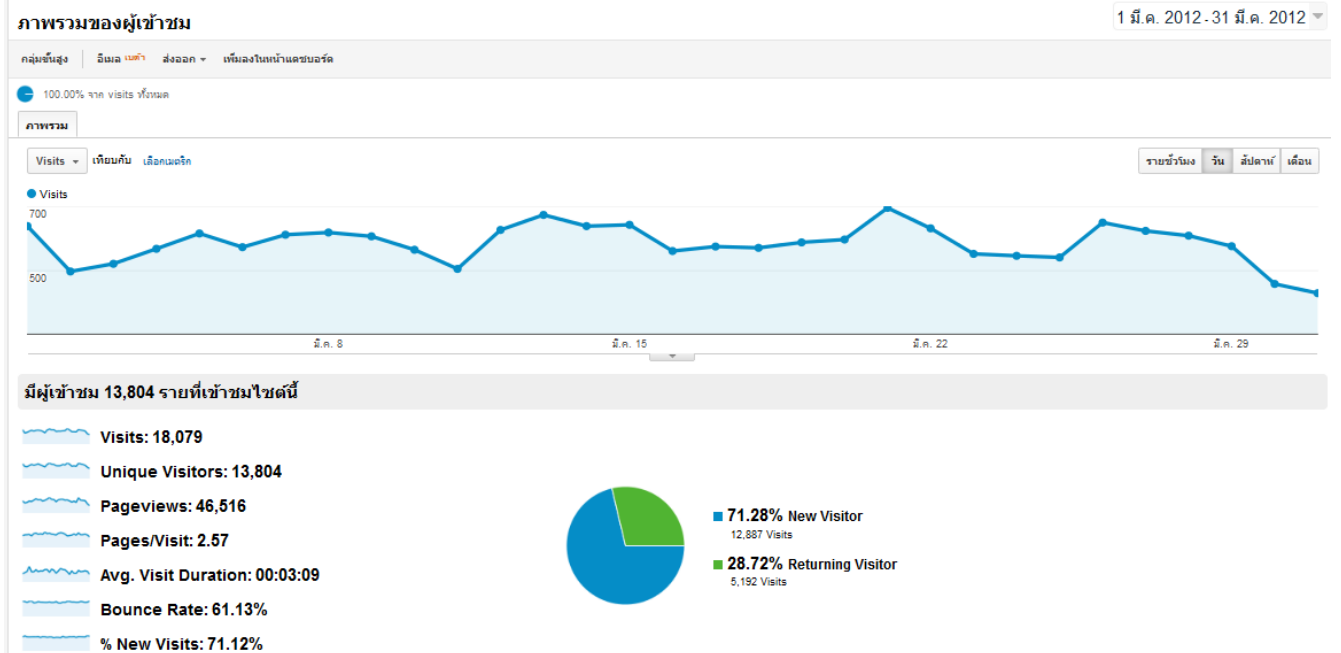 ภาพรวมของผู้เข้าชม
1 มี.ค. 2012 - 31 มี.ค. 2012
กลุ่มขั้นสูง อีเมล เบต้า ส่งออก เพิ่มลงในหน้าแดชบอร์ด
100.00% จาก visits ทั้งหมด
ภาพรวม
Visits เทียบกับ เลือกเมตริก
รายชั่วโมง วัน สัปดาห์ เดือน
Visits
700
500
มี.ค. 8 มี.ค. 15 มี.ค. 22 มี.ค. 29
มีผู้เข้าชม 13,804 รายที่เข้าชมไซต์นี้
Visits: 18,079
Unique Visitors: 13,804
Pageviews: 46,516
Pages/Visit: 2.57
Avg. Visit Duration: 00:03:09
Bounce Rate: 61.13%
% New Visits: 71.12%
71.28% New Visitor
12,887 Visits
28.72% Returning Visitor
5,192 Visits